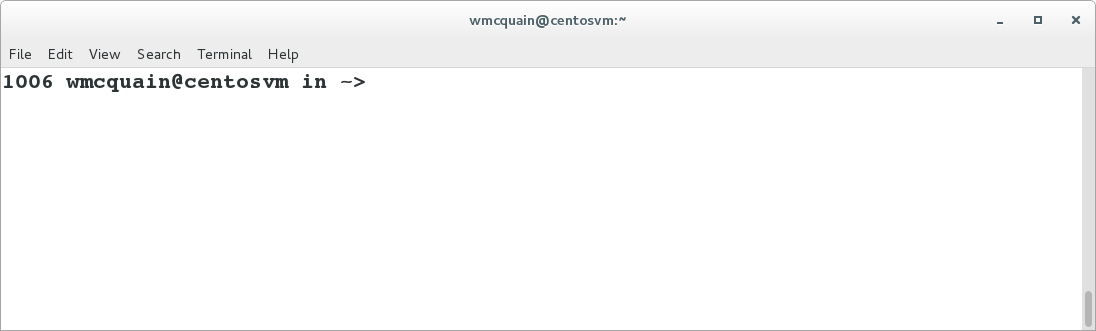 wmcquain@centosvm:~
File Edit View Search Terminal Help
1006 wmcquain@centosvm in ~>